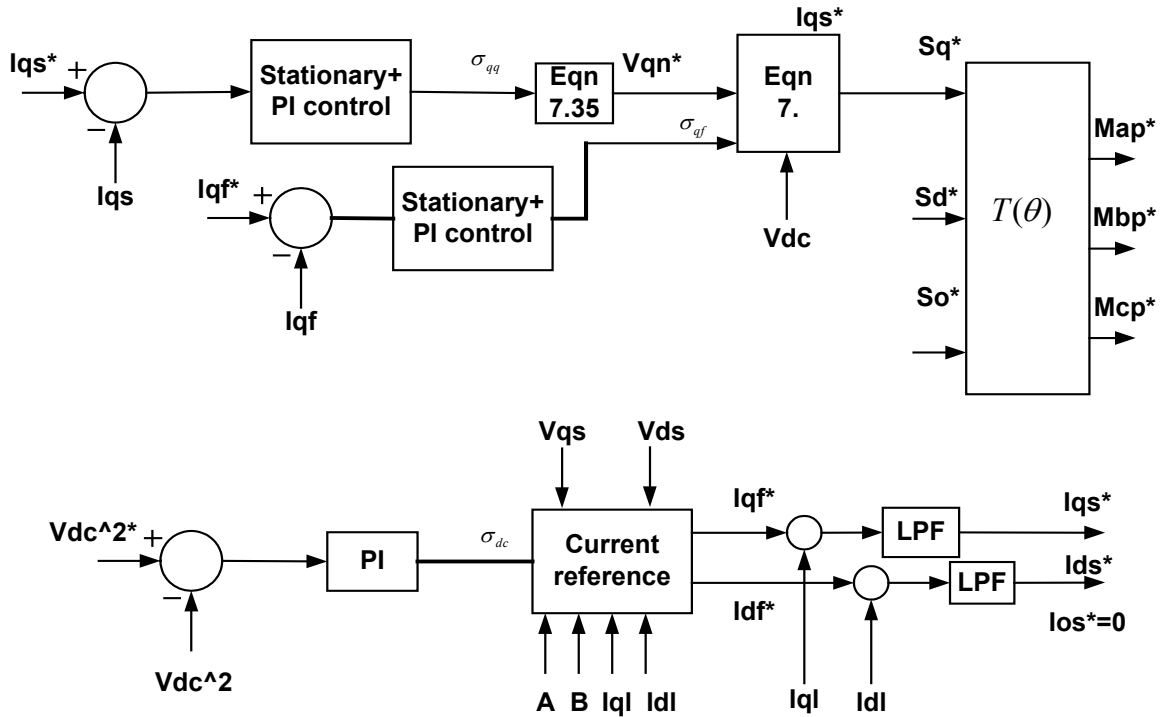 Iqs*
Sq*
Iqs*
+
Stationary+
PI control
σqq
Eqn
7.35
Vqn*
Eqn
7.
−
Iqs
σqf
Map*
Iqf*
+
Stationary+
PI control
−
Iqf
Vdc
Sd*
T(θ)
Mbp*
So*
Mcp*
Vqs
Vds
Vdc^2*
+
−
Vdc^2
PI
σdc
Current
reference
Iqf*
LPF
Iqs*
Idf*
LPF
Ids*
Ios*=0
A
B
Iql
Idl
Iql
Idl